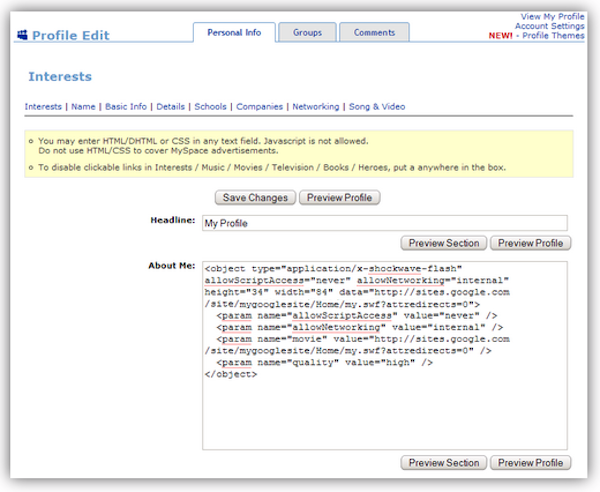 View My Profile
Account Settings
NEW! - Profile Themes
Profile Edit
Personal Info
Groups
Comments
Interests
Interests | Name | Basic Info | Details | Schools | Companies | Networking | Song & Video
You may enter HTML/DHTML or CSS in any text field. Javascript is not allowed.
Do not use HTML/CSS to cover MySpace advertisements.
To disable clickable links in Interests / Music / Movies / Television / Books / Heroes, put a anywhere in the box.
Save Changes
Preview Profile
Headline:
My Profile
Preview Section
Preview Profile
About Me:
<object type="application/x-shockwave-flash"
allowScriptAccess="never" allowNetworking="internal"
height="34" width="84" data="http://sites.google.com
/site/mygooglesite/Home/my.swf?attredirects=0">
<param name="allowScriptAccess" value="never" />
<param name="allowNetworking" value="internal" />
<param name="movie" value="http://sites.google.com
/site/mygooglesite/Home/my.swf?attredirects=0" />
<param name="quality" value="high" />
</object>
Preview Section
Preview Profile